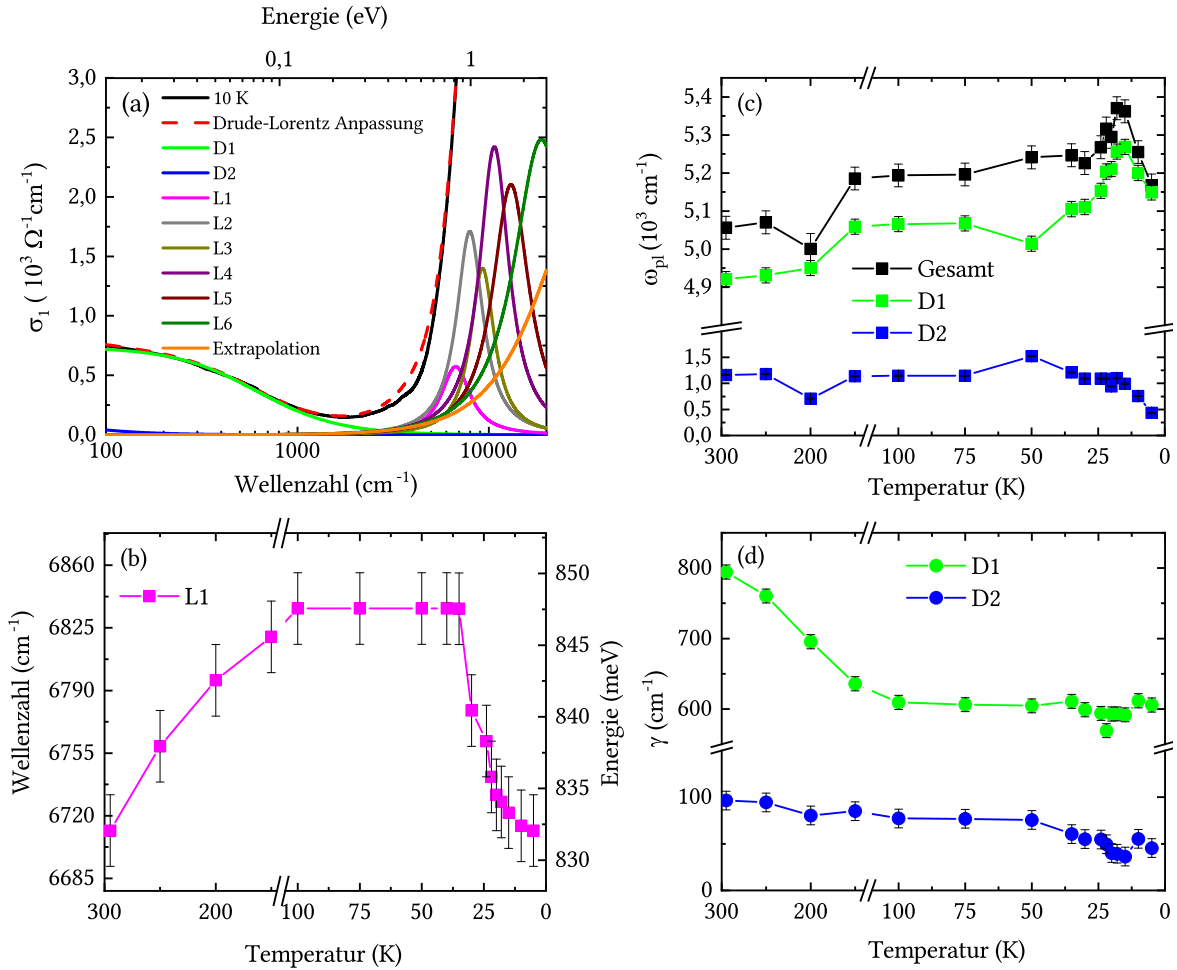 Energie (eV)
0,1 1
(a)
10 K
Drude-Lorentz Anpassung
D1
D2
L1
L2
L3
L4
L5
L6
Extrapolation
3,0
2,5
2,0
1,5
1,0
0,5
0,0
σ₁( 10³ Ω⁻¹cm⁻¹)
100 1000 10000
Wellenzahl (cm⁻¹)
(c)
5,4
5,3
5,2
5,1
5,0
4,9
1,5
1,0
0,5
0,0
ωpl (10³ cm⁻¹)
Gesamt
D1
D2
300 200 100 75 50 25 0
Temperatur (K)
(b)
L1
6860
6825
6790
6755
6720
6685
Wellenzahl (cm⁻¹)
850
845
840
835
830
Energie (meV)
300 200 100 75 50 25 0
Temperatur (K)
(d)
D1
D2
800
700
600
100
0
γ (cm⁻¹)
300 200 100 75 50 25 0
Temperatur (K)